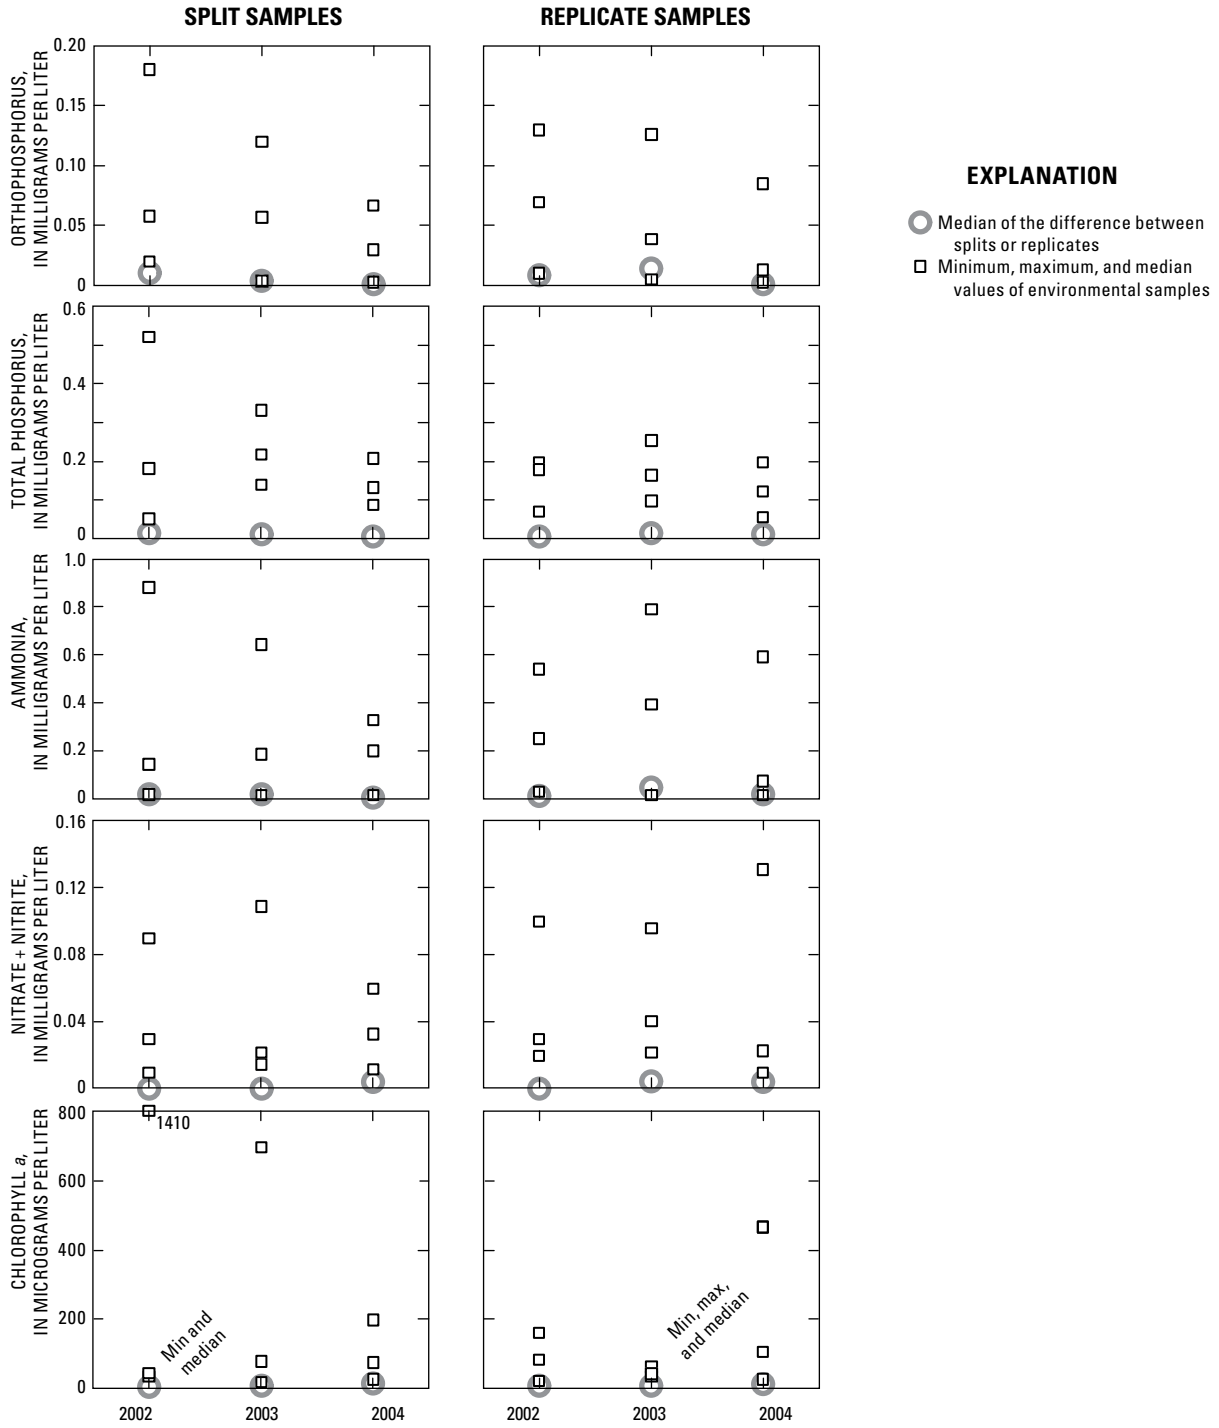 SPLIT SAMPLES
REPLICATE SAMPLES
ORTHOPHOSPHORUS,
IN MILLIGRAMS PER LITER
0.20
0.15
0.10
0.05
0
EXPLANATION
Median of the difference between
splits or replicates
Minimum, maximum, and median
values of environmental samples
TOTAL PHOSPHORUS,
IN MILLIGRAMS PER LITER
0.6
0.4
0.2
0
AMMONIA,
IN MILLIGRAMS PER LITER
1.0
0.8
0.6
0.4
0.2
0
NITRATE + NITRITE,
IN MILLIGRAMS PER LITER
0.16
0.12
0.08
0.04
0
CHLOROPHYLL a,
IN MICROGRAMS PER LITER
800
600
400
200
0
1410
Min and
median
Min, max,
and median
2002
2003
2004
2002
2003
2004